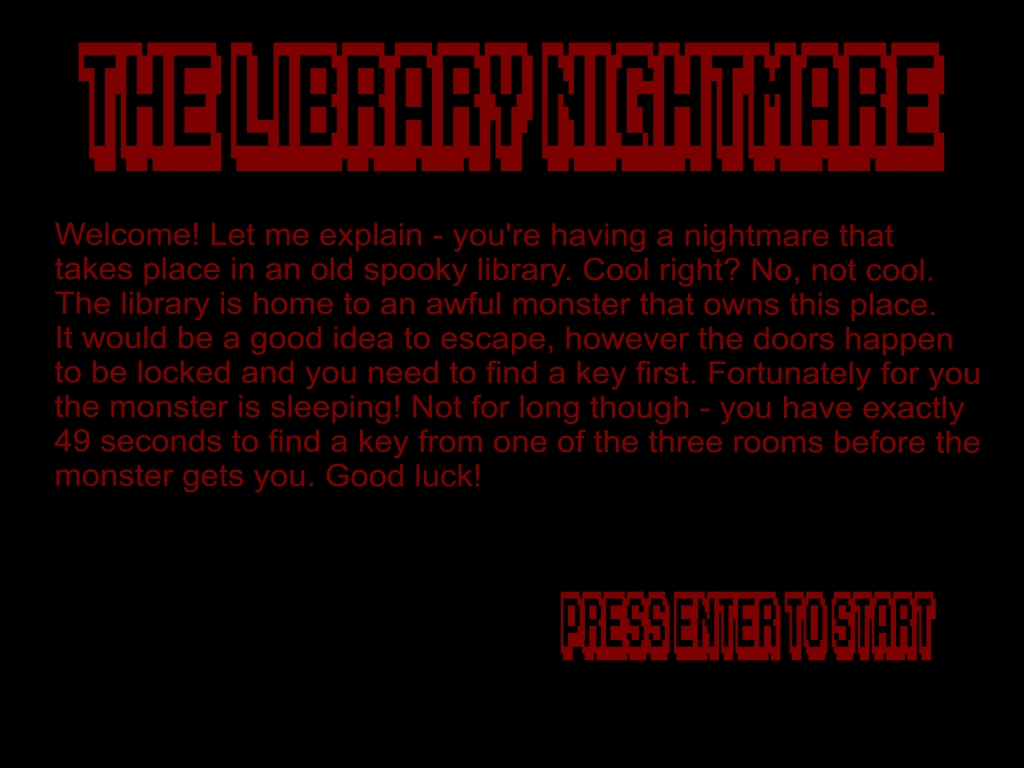 THE LIBRARY NIGHTMARE
Welcome! Let me explain - you're having a nightmare that
takes place in an old spooky library. Cool right? No, not cool.
The library is home to an awful monster that owns this place.
It would be a good idea to escape, however the doors happen
to be locked and you need to find a key first. Fortunately for you
the monster is sleeping! Not for long though - you have exactly
49 seconds to find a key from one of the three rooms before the
monster gets you. Good luck!
PRESS ENTER TO START